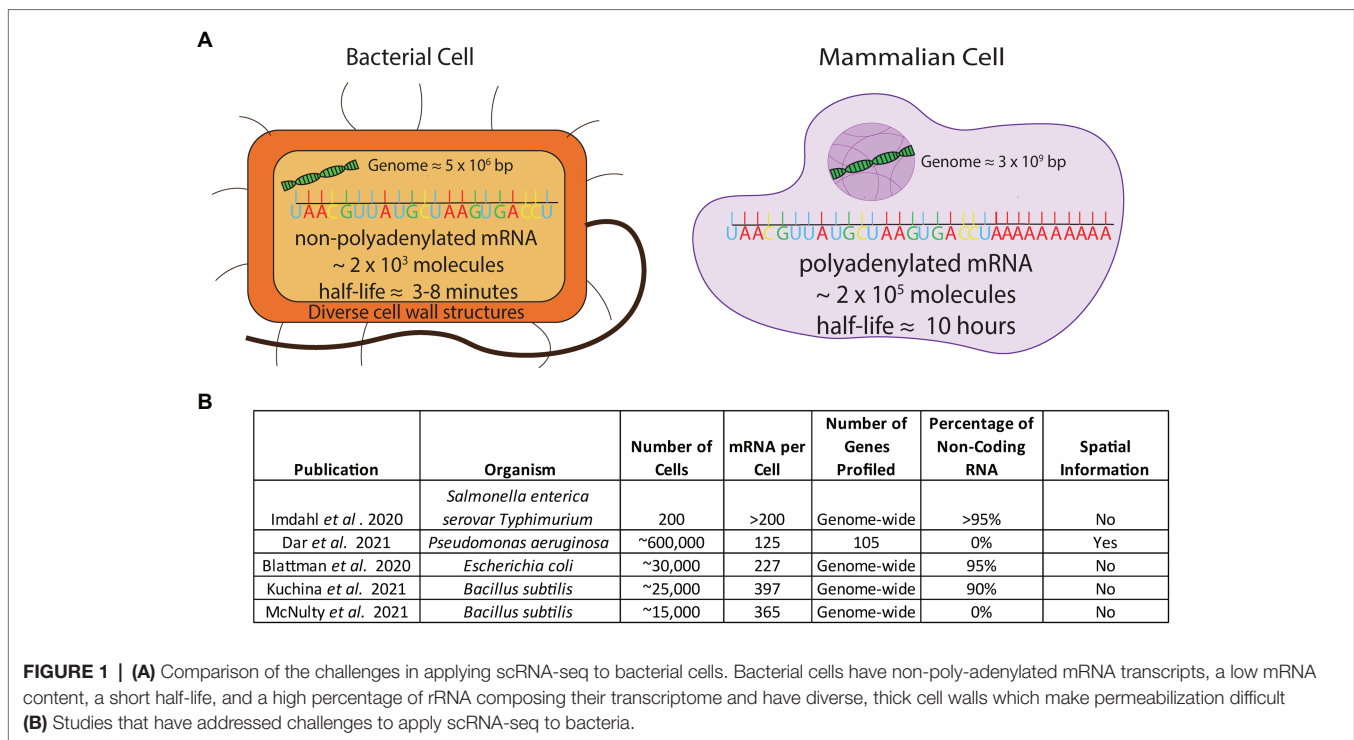 A
Bacterial Cell
Genome ≈ 5 x 10⁶ bp
UAACGUUAUGCUAAGUGACCU
non-polyadenylated mRNA
~ 2 x 10³ molecules
half-life ≈ 3-8 minutes
Diverse cell wall structures
Mammalian Cell
Genome ≈ 3 x 10⁹ bp
UAACGUUAUGCUAAGUGACCUAAAAAAAAAA
polyadenylated mRNA
~ 2 x 10⁵ molecules
half-life ≈ 10 hours
B
Publication Organism Number of Cells mRNA per Cell Number of Genes Profiled Percentage of Non-Coding RNA Spatial Information
Imdahl et al . 2020 Salmonella enterica serovar Typhimurium 200 >200 Genome-wide >95% No
Dar et al. 2021 Pseudomonas aeruginosa ~600,000 125 105 0% Yes
Blattman et al. 2020 Escherichia coli ~30,000 227 Genome-wide 95% No
Kuchina et al. 2021 Bacillus subtilis ~25,000 397 Genome-wide 90% No
McNulty et al. 2021 Bacillus subtilis ~15,000 365 Genome-wide 0% No
FIGURE 1 | (A) Comparison of the challenges in applying scRNA-seq to bacterial cells. Bacterial cells have non-poly-adenylated mRNA transcripts, a low mRNA
content, a short half-life, and a high percentage of rRNA composing their transcriptome and have diverse, thick cell walls which make permeabilization difficult
(B) Studies that have addressed challenges to apply scRNA-seq to bacteria.